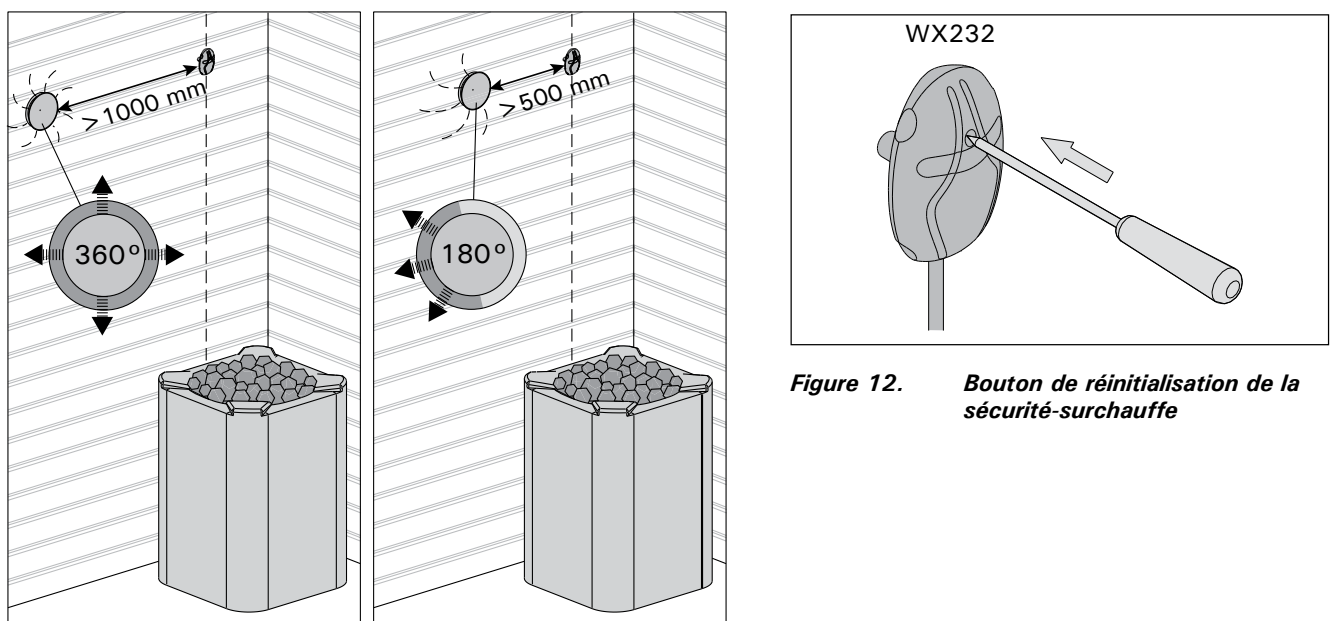 >1000 mm
360°
>500 mm
180°
WX232
Figure 12. Bouton de réinitialisation de la
sécurité-surchauffe